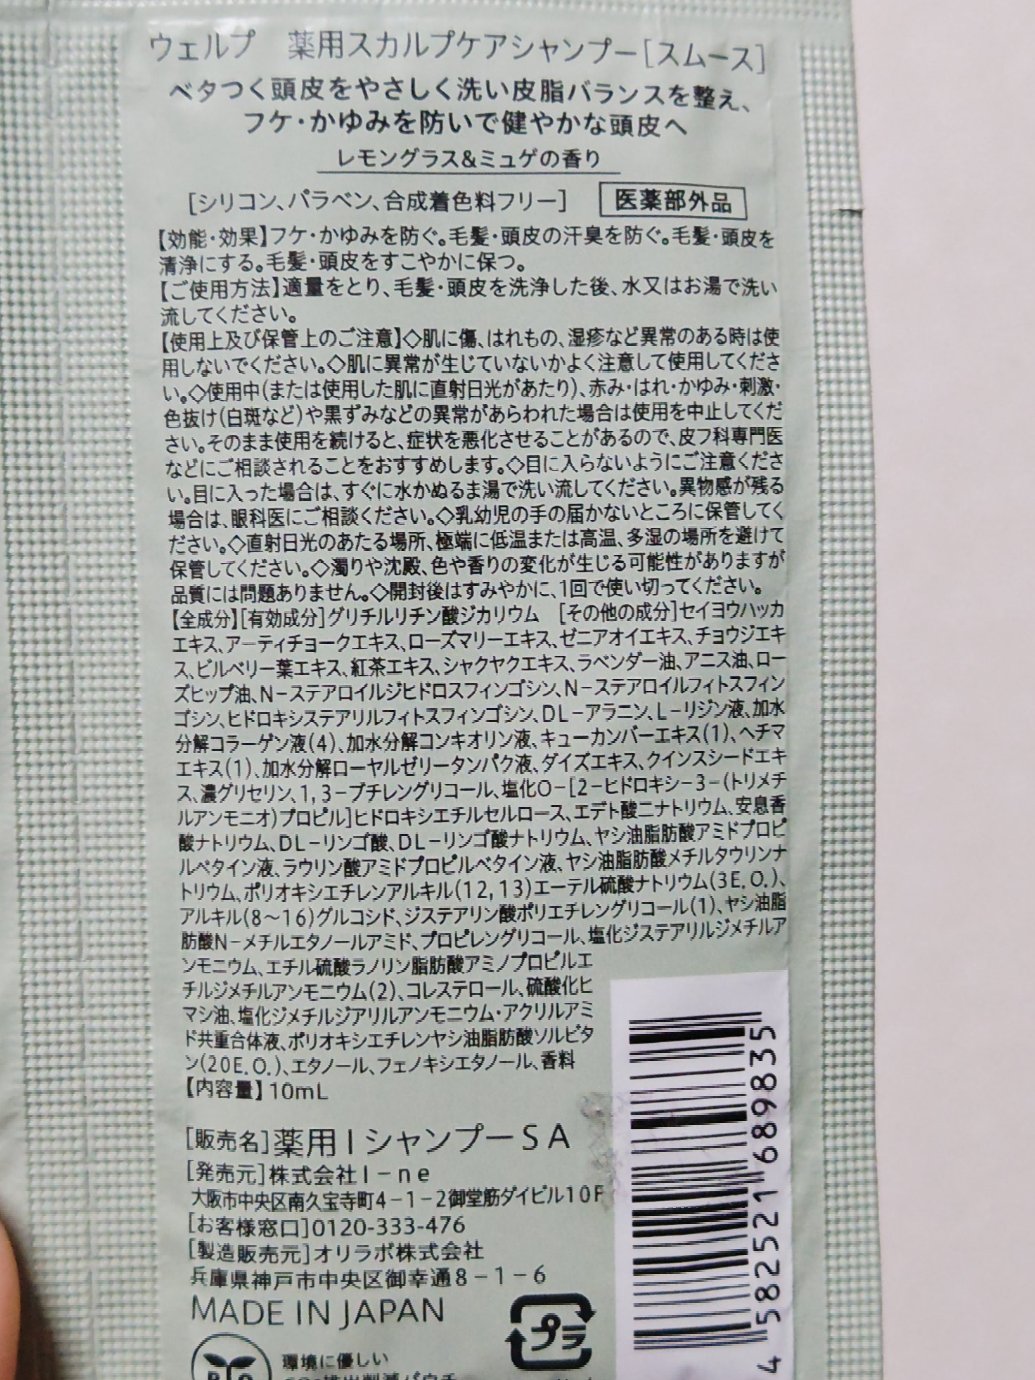 ウェルプ 薬用スカルプケアシャンプー[スムース]
ベタつく頭皮をやさしく洗い皮脂バランスを整え、
フケ・かゆみを防いで健やかな頭皮へ
レモングラス&ミュゲの香り
[シリコン、パラベン、合成着色料フリー] 医薬部外品
【効能・効果】フケ・かゆみを防ぐ。毛髪・頭皮の汗臭を防ぐ。毛髪・頭皮を
清浄にする。毛髪・頭皮をすこやかに保つ。
【ご使用方法】適量をとり、毛髪・頭皮を洗浄した後、水又はお湯で洗い
流してください。
【使用上及び保管上のご注意】◇肌に傷、はれもの、湿疹など異常のある時は使
用しないでください。◇肌に異常が生じていないかよく注意して使用してくださ
い。◇使用中(または使用した肌に直射日光があたり)、赤み・はれ・かゆみ・刺激・
色抜け(白斑など)や黒ずみなどの異常があらわれた場合は使用を中止してくだ
さい。そのまま使用を続けると、症状を悪化させることがあるので、皮フ科専門医
などにご相談されることをおすすめします。◇目に入らないようにご注意くださ
い。目に入った場合は、すぐに水かぬるま湯で洗い流してください。異物感が残る
場合は、眼科医にご相談ください。◇乳幼児の手の届かないところに保管してく
ださい。◇直射日光のあたる場所、極端に低温または高温、多湿の場所を避けて
保管してください。◇濁りや沈殿、色や香りの変化が生じる可能性がありますが
品質には問題ありません。◇開封後はすみやかに、1回で使い切ってください。
【全成分】[有効成分]グリチルリチン酸ジカリウム [その他の成分]セイヨウハッカ
エキス、アーティチョークエキス、ローズマリーエキス、ゼニアオイエキス、チョウジエキ
ス、ビルベリー葉エキス、紅茶エキス、シャクヤクエキス、ラベンダー油、アニス油、ロー
ズヒップ油、N-ステアロイルジヒドロスフィンゴシン、N-ステアロイルフィトスフィン
ゴシン、ヒドロキシステアリルフィトスフィンゴシン、DL-アラニン、L-リジン液、加水
分解コラーゲン液(4)、加水分解コンキオリン液、キューカンバーエキス(1)、ヘチマ
エキス(1)、加水分解ローヤルゼリータンパク液、ダイズエキス、クインスシードエキ
ス、濃グリセリン、1,3-ブチレングリコール、塩化O-[2-ヒドロキシ-3-(トリメチ
ルアンモニオ)プロピル]ヒドロキシエチルセルロース、エデト酸二ナトリウム、安息香
酸ナトリウム、DL-リンゴ酸、DL-リンゴ酸ナトリウム、ヤシ油脂肪酸アミドプロピ
ルベタイン液、ラウリン酸アミドプロピルベタイン液、ヤシ油脂肪酸メチルタウリンナ
トリウム、ポリオキシエチレンアルキル(12,13)エーテル硫酸ナトリウム(3E.O.)、
アルキル(8～16)グルコシド、ジステアリン酸ポリエチレングリコール(1)、ヤシ油脂
肪酸N-メチルエタノールアミド、プロピレングリコール、塩化ジステアリルジメチルア
ンモニウム、エチル硫酸ラノリン脂肪酸アミノプロピルエ
チルジメチルアンモニウム(2)、コレステロール、硫酸化ヒ
マシ油、塩化ジメチルジアリルアンモニウム・アクリルアミ
ド共重合体液、ポリオキシエチレンヤシ油脂肪酸ソルビタ
ン(20E.O.)、エタノール、フェノキシエタノール、香料
【内容量】10mL
[販売名]薬用IシャンプーSA
[発売元]株式会社I-ne
大阪市中央区南久宝寺町4-1-2御堂筋ダイビル10F
[お客様窓口]0120-333-476
[製造販売元]オリラボ株式会社
兵庫県神戸市中央区御幸通8-1-6
MADE IN JAPAN
プラ
環境に優しい
4 582521 689835